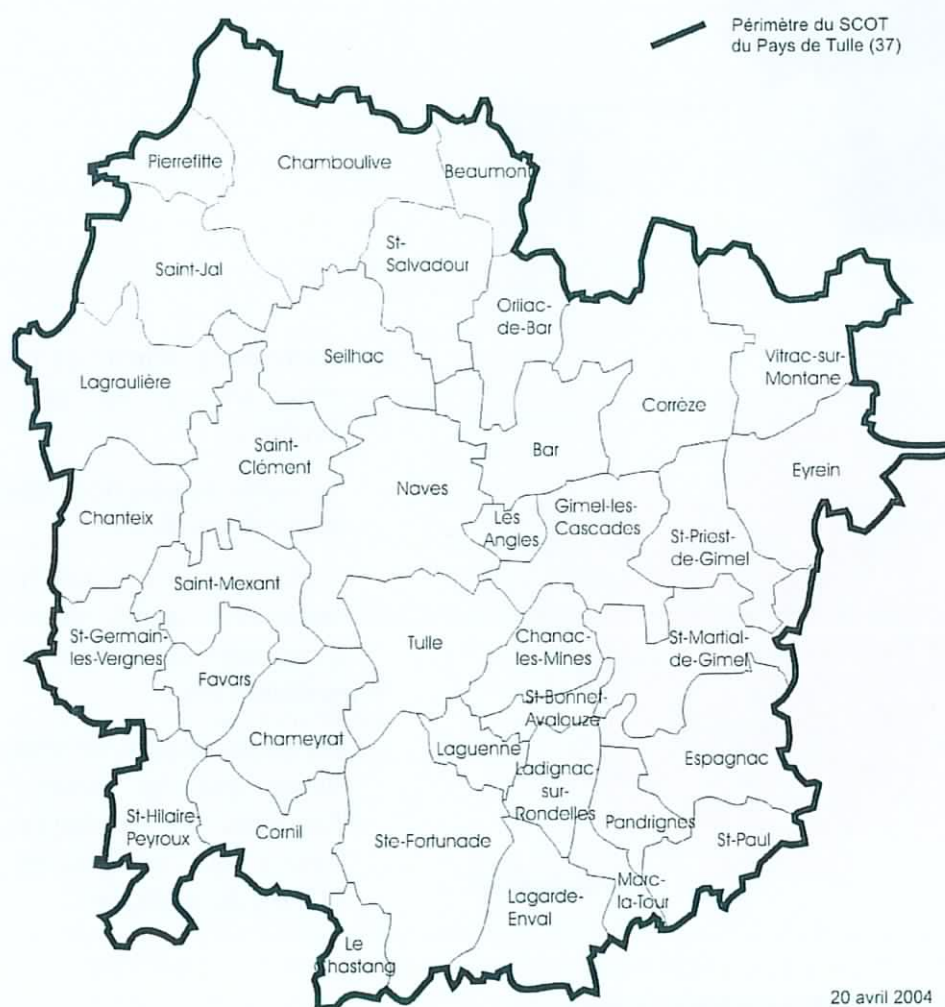 Périmètre du SCOT
du Pays de Tulle (37)
Pierrefitte
Chamboulive
Beaumont
St-
Salvadour
Saint-Jal
Orliac-
de-Bar
Seilhac
Vitrac-sur-
Montane
Lagraulière
Corrèze
Saint-
Clément
Bar
Eyrein
Naves
Chanteix
Les
Angles
Gimel-les-
Cascades
St-Priest-
de-Gimel
Saint-Mexant
St-Germain-
les-Vergnes
Tulle
Chanac-
les-Mines
St-Martial-
de-Gimel
Favars
St-Bonnet-
Avalouze
Chameyrat
Laguenne
Ladignac-
sur-
Rondelles
Espagnac
St-Hilaire-
Peyroux
Cornil
Ste-Fortunade
Pandrignes
St-Paul
Lagarde-
Enval
Marc-
la-Tour
Le
Chastang
20 avril 2004